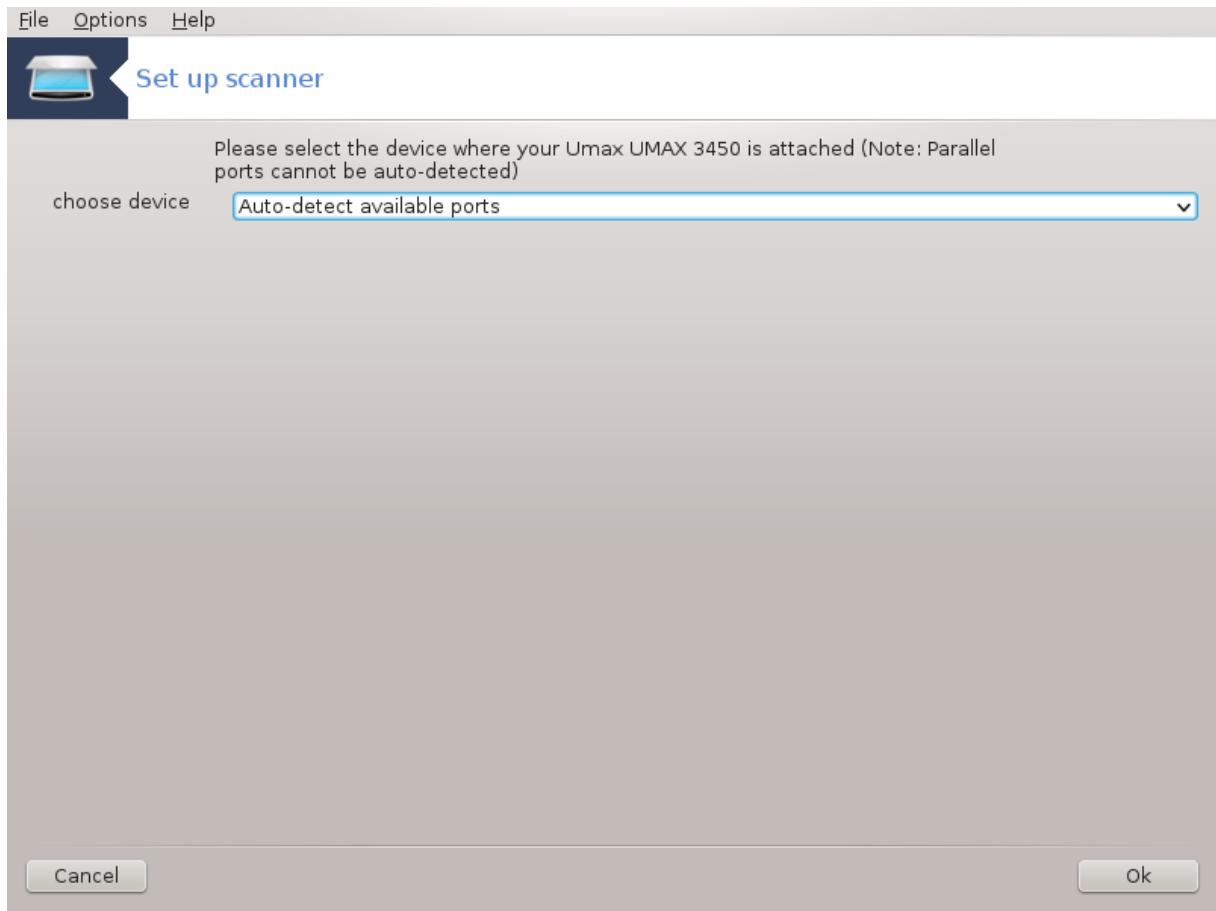 File Options Help
Set up scanner
Please select the device where your Umax UMAX 3450 is attached (Note: Parallel
ports cannot be auto-detected)
choose device
Auto-detect available ports
Cancel
Ok